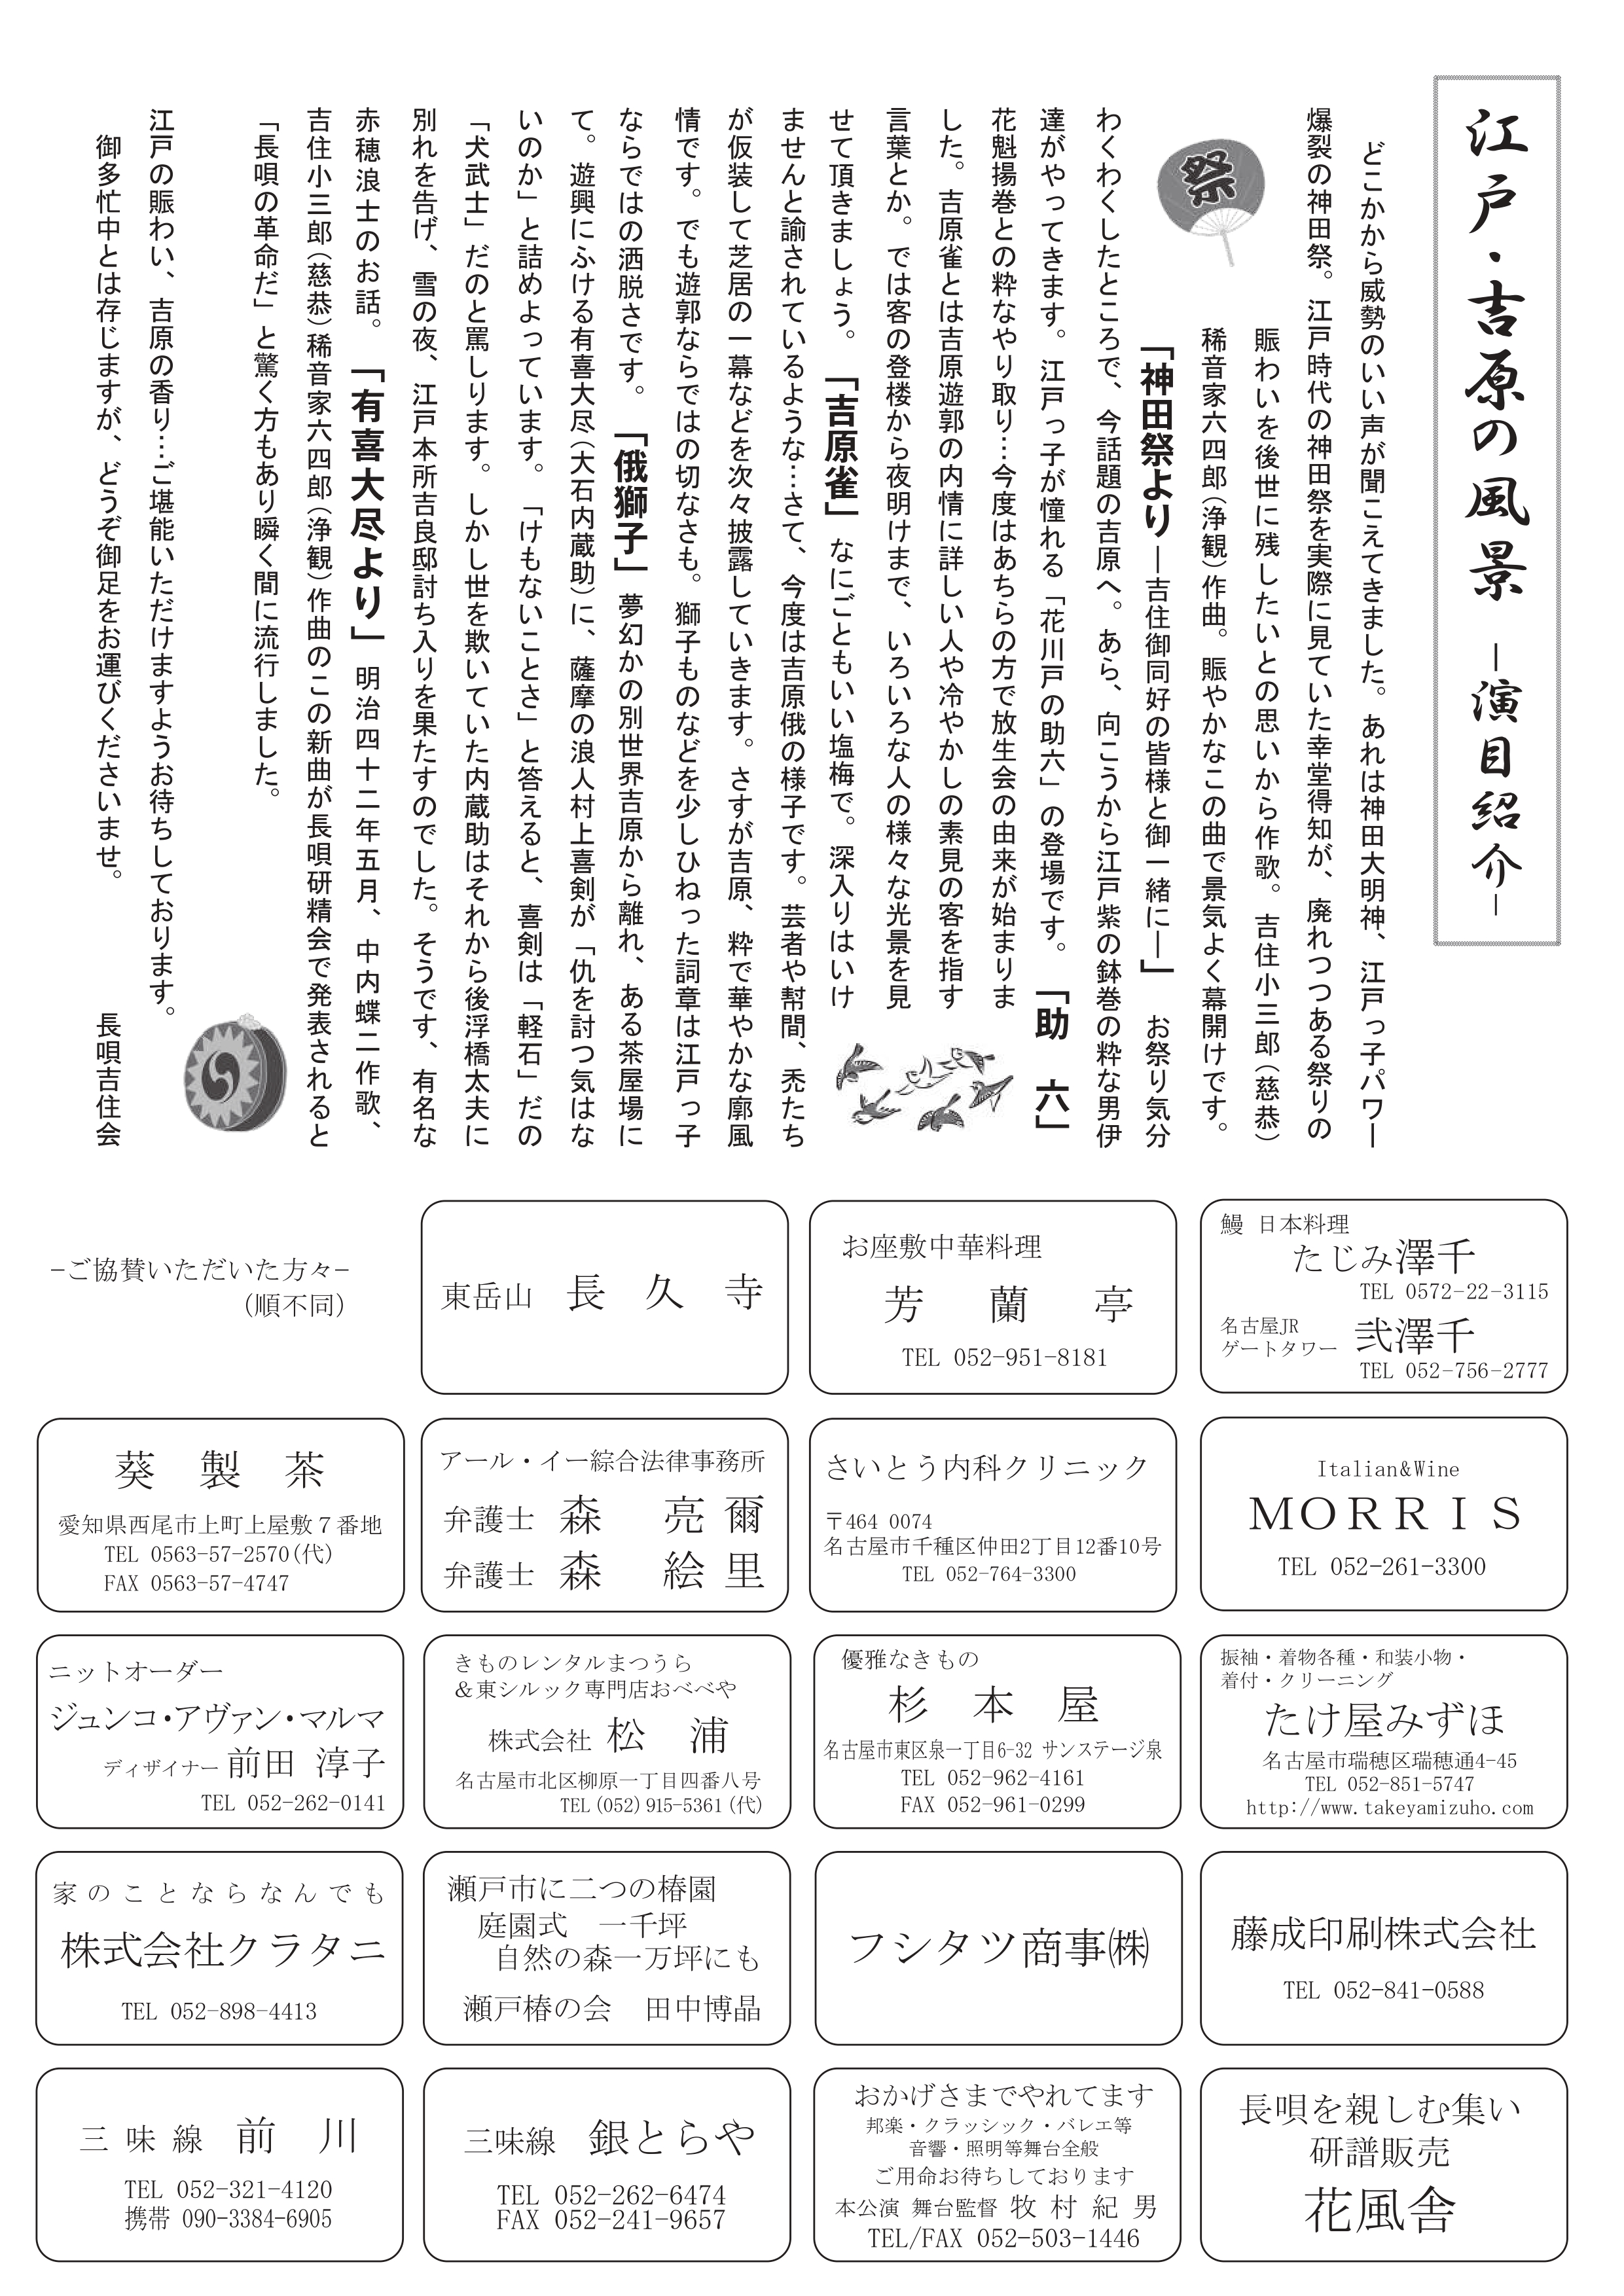 江戸・吉原の風景 ―演目紹介―
どこかから威勢のいい声が聞こえてきました。あれは神田大明神、江戸っ子パワー
爆裂の神田祭。江戸時代の神田祭を実際に見ていた幸堂得知が、廃れつつある祭りの
賑わいを後世に残したいとの思いから作歌。吉住小三郎(慈恭)
稀音家六四郎(浄観)作曲。賑やかなこの曲で景気よく幕開けです。
祭
「神田祭より―吉住御同好の皆様と御一緒に―」 お祭り気分
わくわくしたところで、今話題の吉原へ。あら、向こうから江戸紫の鉢巻の粋な男伊
達がやってきます。江戸っ子が憧れる「花川戸の助六」の登場です。「助 六」
花魁揚巻との粋なやり取り…今度はあちらの方で放生会の由来が始まりま
した。吉原雀とは吉原遊郭の内情に詳しい人や冷やかしの素見の客を指す
言葉とか。では客の登楼から夜明けまで、いろいろな人の様々な光景を見
せて頂きましょう。「吉原雀」 なにごともいい塩梅で。深入りはいけ
ませんと諭されているような…さて、今度は吉原俄の様子です。芸者や幇間、禿たち
が仮装して芝居の一幕などを次々披露していきます。さすが吉原、粋で華やかな廓風
情です。でも遊郭ならではの切なさも。獅子ものなどを少しひねった詞章は江戸っ子
ならではの洒脱さです。「俄獅子」 夢幻かの別世界吉原から離れ、ある茶屋場に
て。遊興にふける有喜大尽(大石内蔵助)に、薩摩の浪人村上喜剣が「仇を討つ気はな
いのか」と詰めよっています。「けもないことさ」と答えると、喜剣は「軽石」だの
「犬武士」だのと罵しります。しかし世を欺いていた内蔵助はそれから後浮橋太夫に
別れを告げ、雪の夜、江戸本所吉良邸討ち入りを果たすのでした。そうです、有名な
赤穂浪士のお話。「有喜大尽より」 明治四十二年五月、中内蝶二作歌、
吉住小三郎(慈恭)稀音家六四郎(浄観)作曲のこの新曲が長唄研精会で発表されると
「長唄の革命だ」と驚く方もあり瞬く間に流行しました。
江戸の賑わい、吉原の香り…ご堪能いただけますようお待ちしております。
御多忙中とは存じますが、どうぞ御足をお運びくださいませ。
長唄吉住会
−ご協賛いただいた方々−
(順不同)
東岳山 長 久 寺
お座敷中華料理
芳 蘭 亭
TEL 052-951-8181
鰻 日本料理
たじみ澤千
TEL 0572-22-3115
名古屋JR
ゲートタワー 弐澤千
TEL 052-756-2777
葵 製 茶
愛知県西尾市上町上屋敷7番地
TEL 0563-57-2570(代)
FAX 0563-57-4747
アール・イー綜合法律事務所
弁護士 森 亮 爾
弁護士 森 絵 里
さいとう内科クリニック
〒464 0074
名古屋市千種区仲田2丁目12番10号
TEL 052-764-3300
Italian&Wine
MORRIS
TEL 052-261-3300
ニットオーダー
ジュンコ・アヴァン・マルマ
ディザイナー 前田 淳子
TEL 052-262-0141
きものレンタルまつうら
&東シルック専門店おべべや
株式会社 松 浦
名古屋市北区柳原一丁目四番八号
TEL(052)915-5361(代)
優雅なきもの
杉 本 屋
名古屋市東区泉一丁目6-32 サンステージ泉
TEL 052-962-4161
FAX 052-961-0299
振袖・着物各種・和装小物・
着付・クリーニング
たけ屋みずほ
名古屋市瑞穂区瑞穂通4-45
TEL 052-851-5747
http://www.takeyamizuho.com
家のことならなんでも
株式会社クラタニ
TEL 052-898-4413
瀬戸市に二つの椿園
庭園式 一千坪
自然の森一万坪にも
瀬戸椿の会 田中博晶
フシタツ商事㈱
藤成印刷株式会社
TEL 052-841-0588
三味線 前 川
TEL 052-321-4120
携帯 090-3384-6905
三味線 銀とらや
TEL 052-262-6474
FAX 052-241-9657
おかげさまでやれてます
邦楽・クラッシック・バレエ等
音響・照明等舞台全般
ご用命お待ちしております
本公演 舞台監督 牧 村 紀 男
TEL/FAX 052-503-1446
長唄を親しむ集い
研譜販売
花風舎